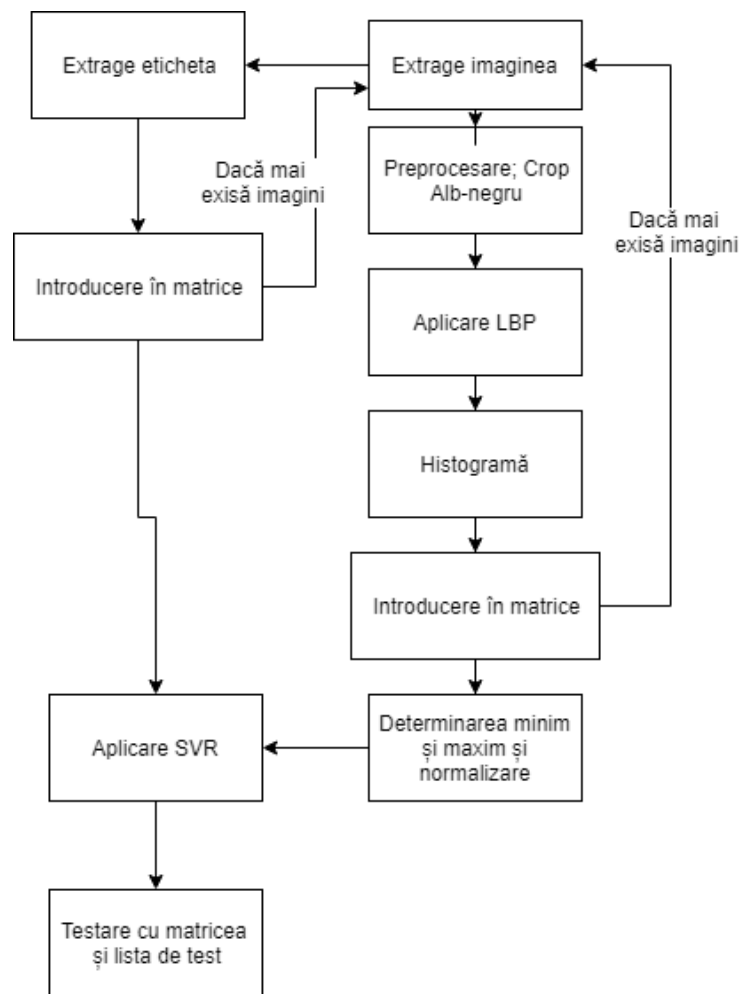 Extrage eticheta
Extrage imaginea
Dacă mai
exisă imagini
Preprocesare; Crop
Alb-negru
Dacă mai
exisă imagini
Introducere în matrice
Aplicare LBP
Histogramă
Introducere în matrice
Aplicare SVR
Determinarea minim
și maxim și
normalizare
Testare cu matricea
și lista de test